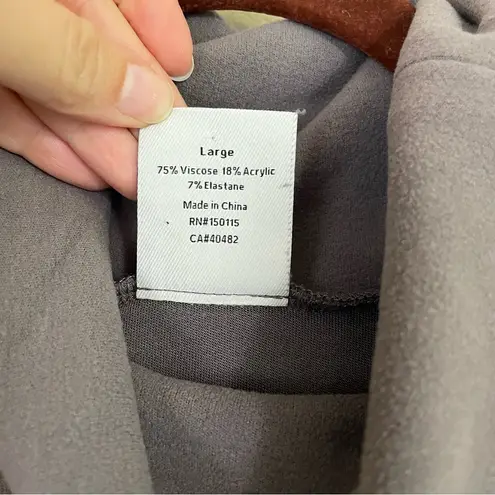 Large
75% Viscose 18% Acrylic
7% Elastane
Made in China
RN#150115
CA#40482